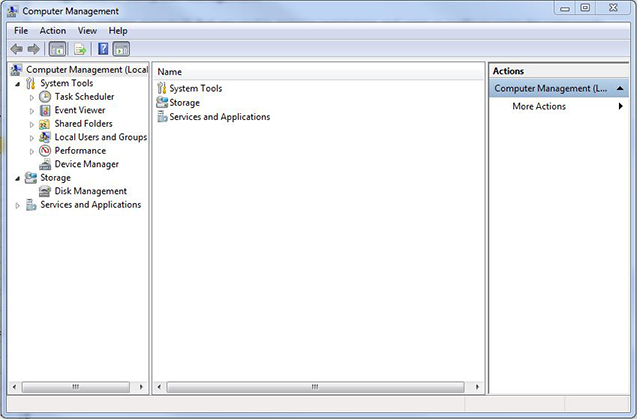 Computer Management
File Action View Help
Computer Management (Local
System Tools
Task Scheduler
Event Viewer
Shared Folders
Local Users and Groups
Performance
Device Manager
Storage
Disk Management
Services and Applications
Name
System Tools
Storage
Services and Applications
Actions
Computer Management (L...
More Actions